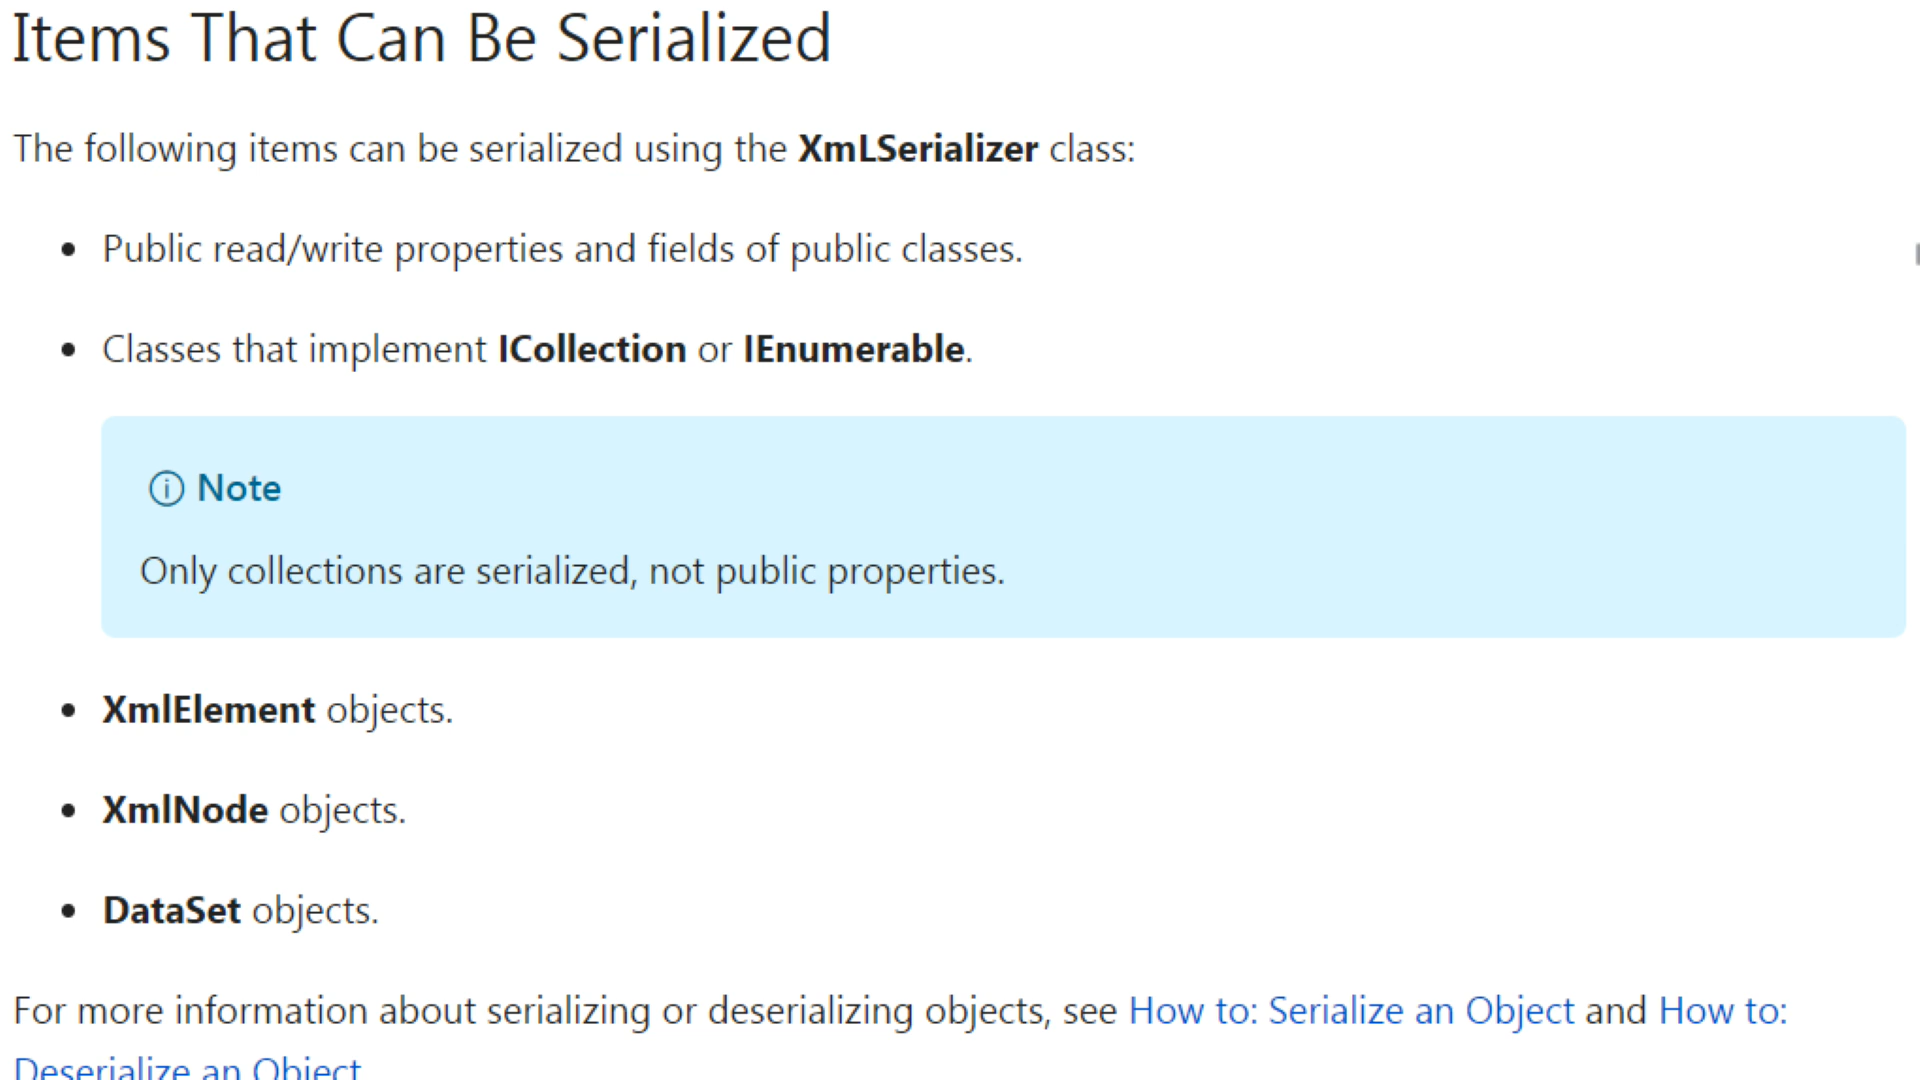 Items That Can Be Serialized
The following items can be serialized using the XmLSerializer class:
• Public read/write properties and fields of public classes.
• Classes that implement ICollection or IEnumerable.
Note
Only collections are serialized, not public properties.
• XmlElement objects.
• XmlNode objects.
• DataSet objects.
For more information about serializing or deserializing objects, see How to: Serialize an Object and How to:
Deserialize an Object